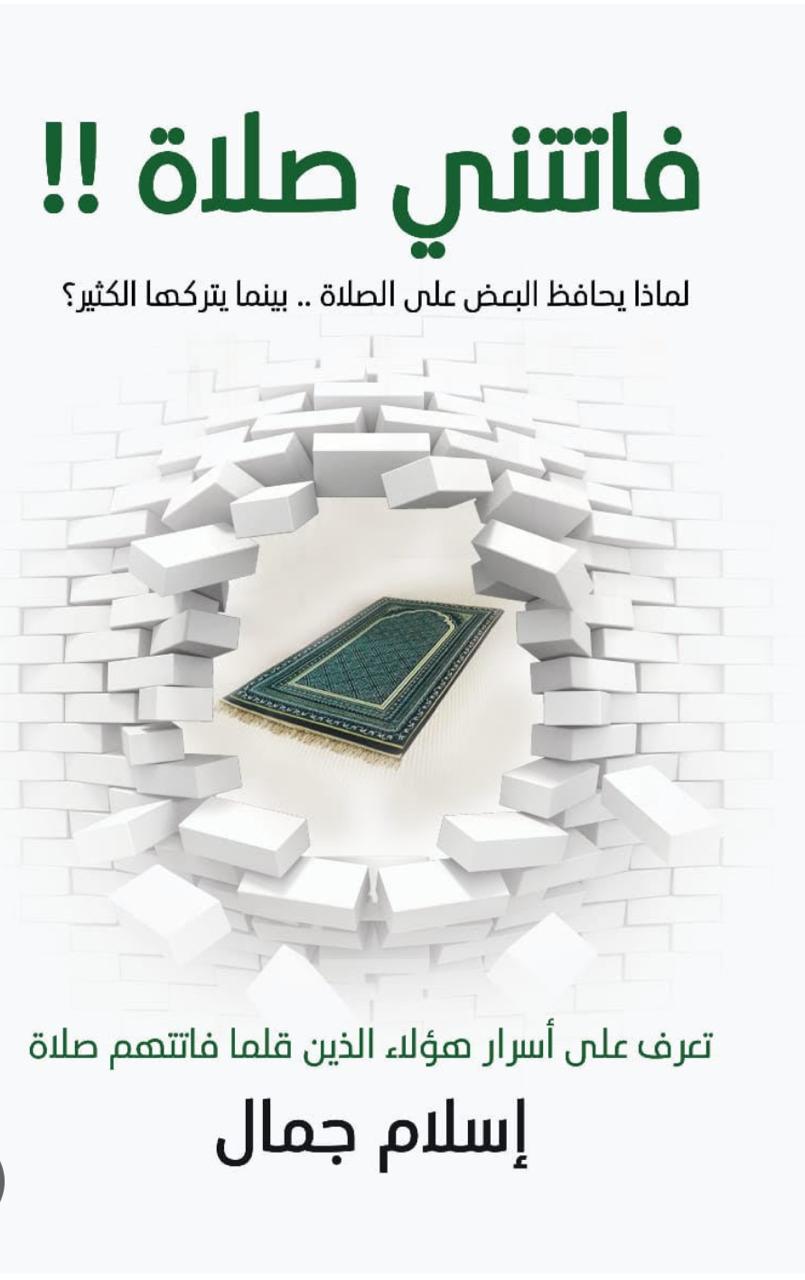 فاتتني صلاة !!
لماذا يحافظ البعض على الصلاة .. بينما يتركها الكثير؟
تعرف على أسرار هؤلاء الذين قلما فاتتهم صلاة
إسلام جمال